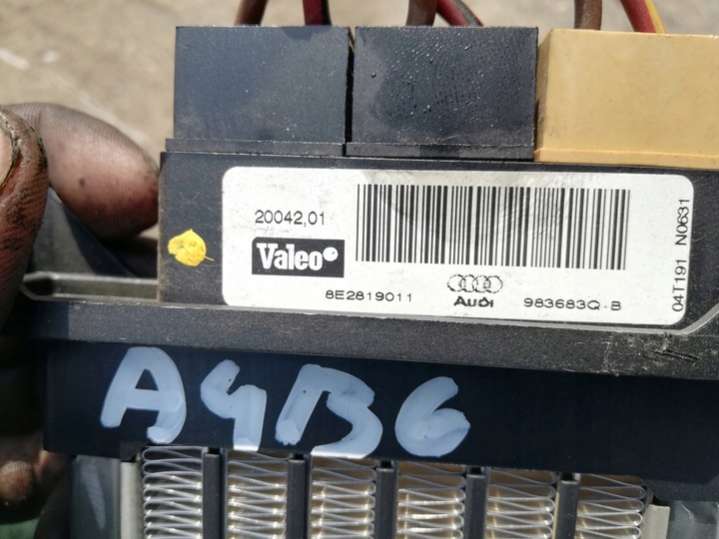 20042,01
Valeo
8E2819011
Audi
983683Q-B
04T191 N0631
A4B6